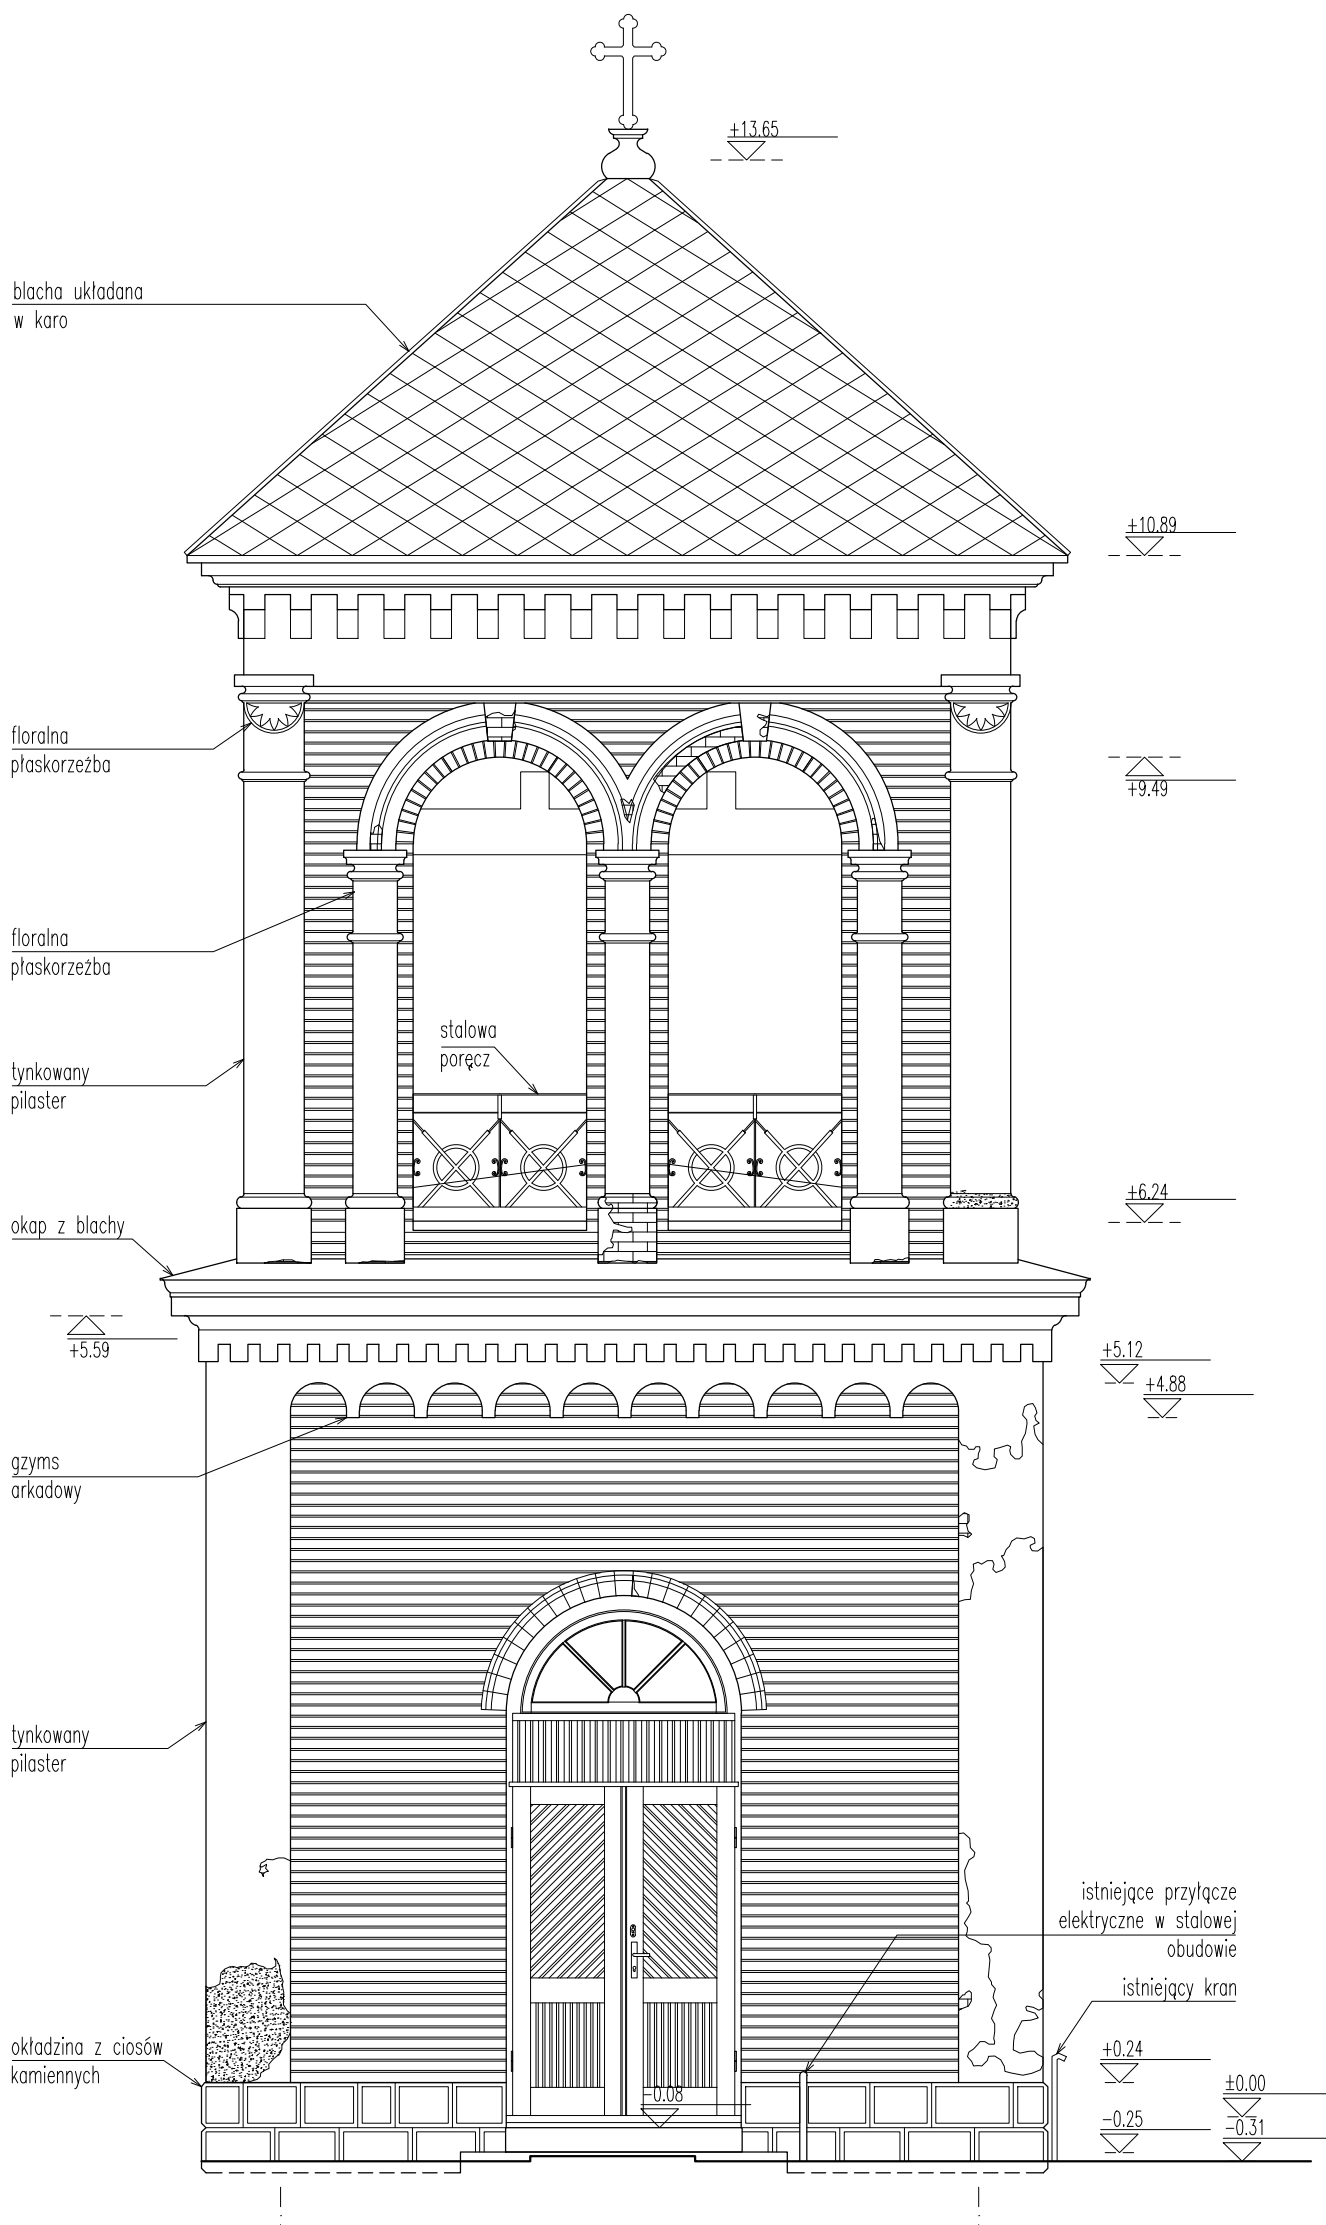 +13.65
blacha układana
w karo
+10.89
floralna
płaskorzeźba
+9.49
floralna
płaskorzeźba
stalowa
poręcz
tynkowany
pilaster
+6.24
okap z blachy
+5.59
+5.12
+4.88
gzyms
arkadowy
tynkowany
pilaster
istniejące przyłącze
elektryczne w stalowej
obudowie
istniejący kran
okładzina z ciosów
kamiennych
+0.24
±0.00
-0.08
-0.25
-0.31